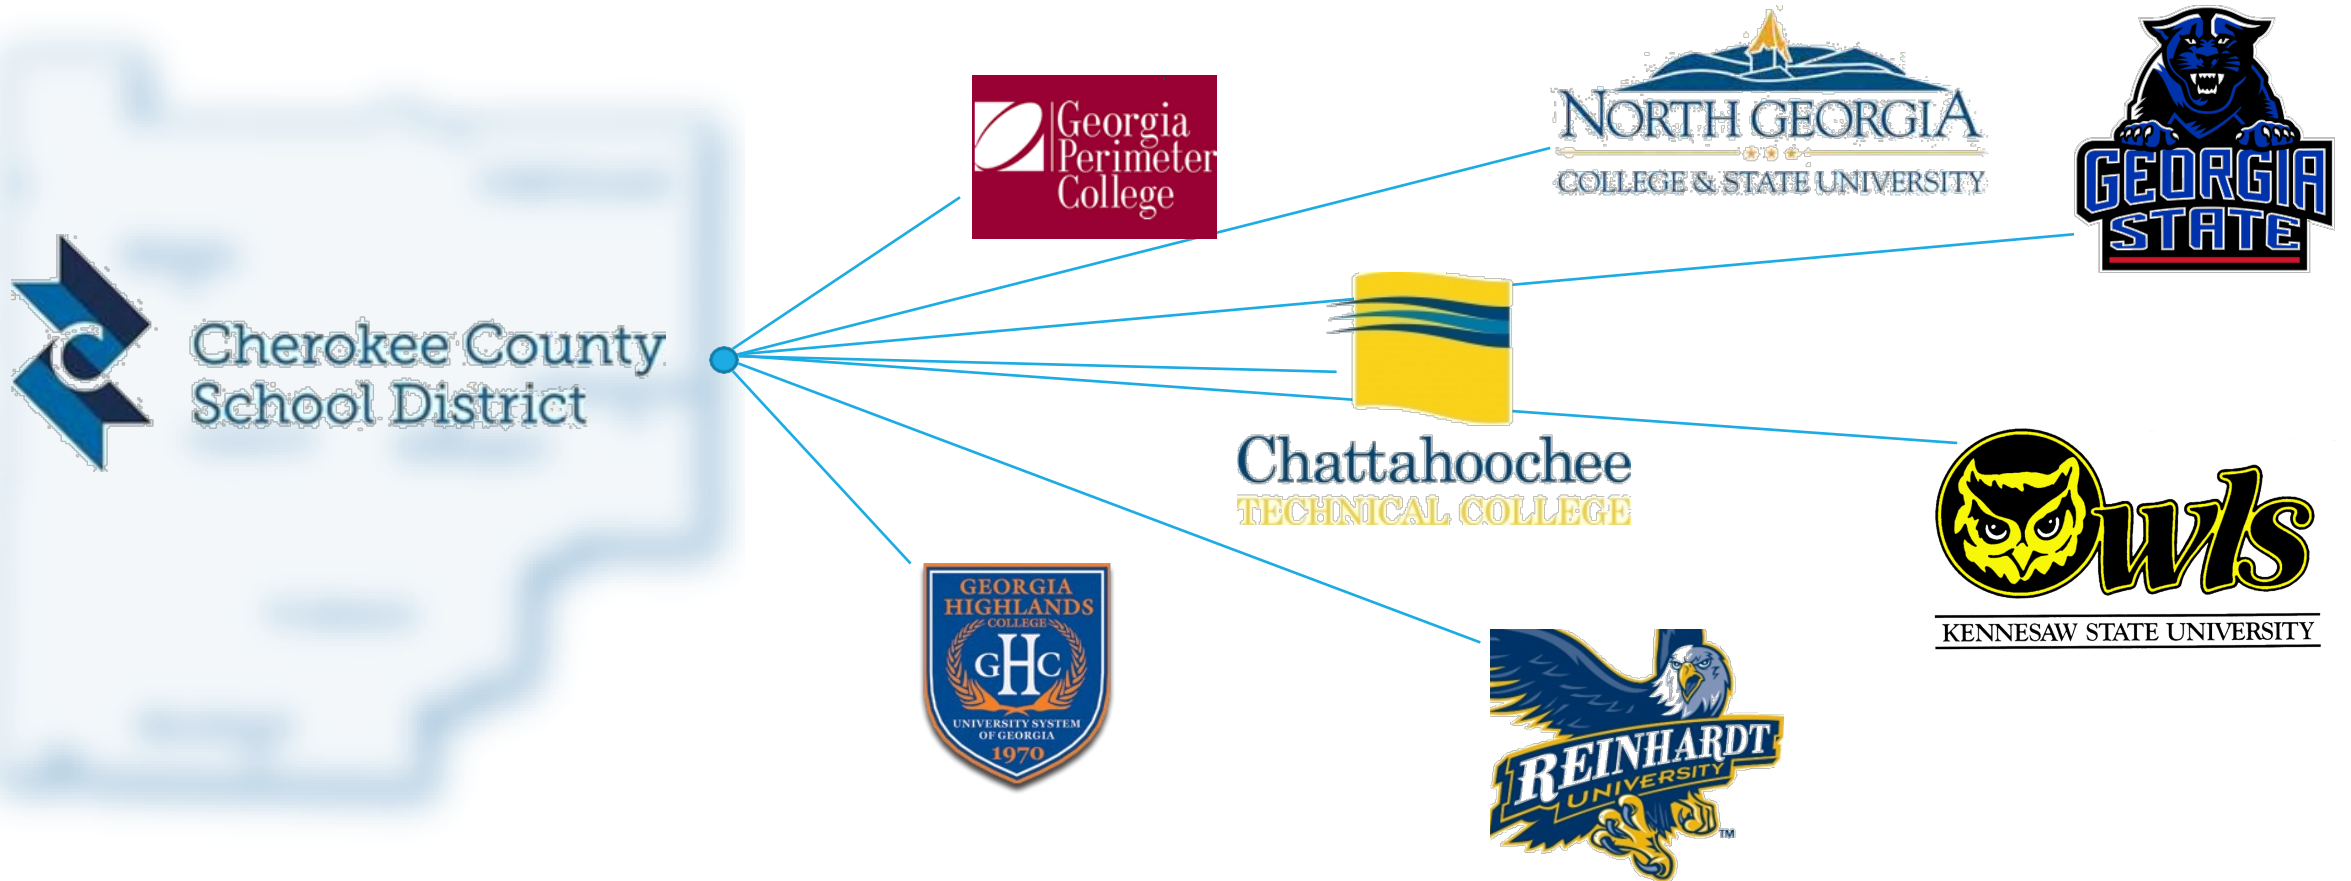 Cherokee County
School District
Georgia
Perimeter
College
NORTH GEORGIA
COLLEGE & STATE UNIVERSITY
GEORGIA
STATE
Chattahoochee
TECHNICAL COLLEGE
Owls
KENNESAW STATE UNIVERSITY
GEORGIA
HIGHLANDS
COLLEGE
GHC
UNIVERSITY SYSTEM
OF GEORGIA
1970
REINHARDT
UNIVERSITY
TM